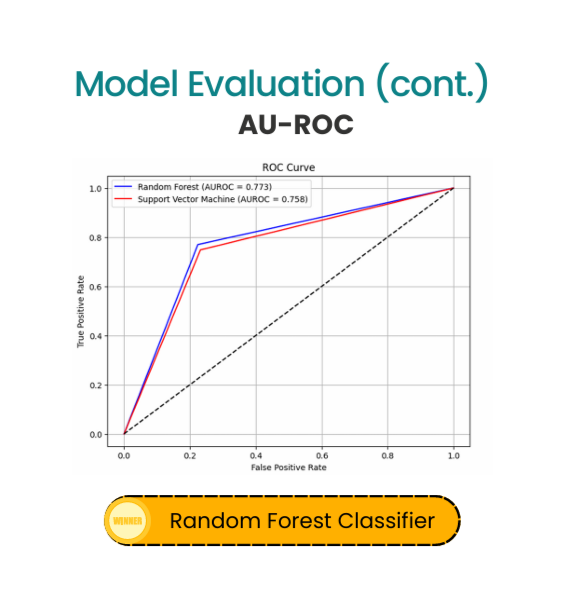 Model Evaluation (cont.)
AU-ROC
ROC Curve
Random Forest (AUROC = 0.773)
Support Vector Machine (AUROC = 0.758)
True Positive Rate
1.0
0.8
0.6
0.4
0.2
0.0
0.0 0.2 0.4 0.6 0.8 1.0
False Positive Rate
WINNER
Random Forest Classifier